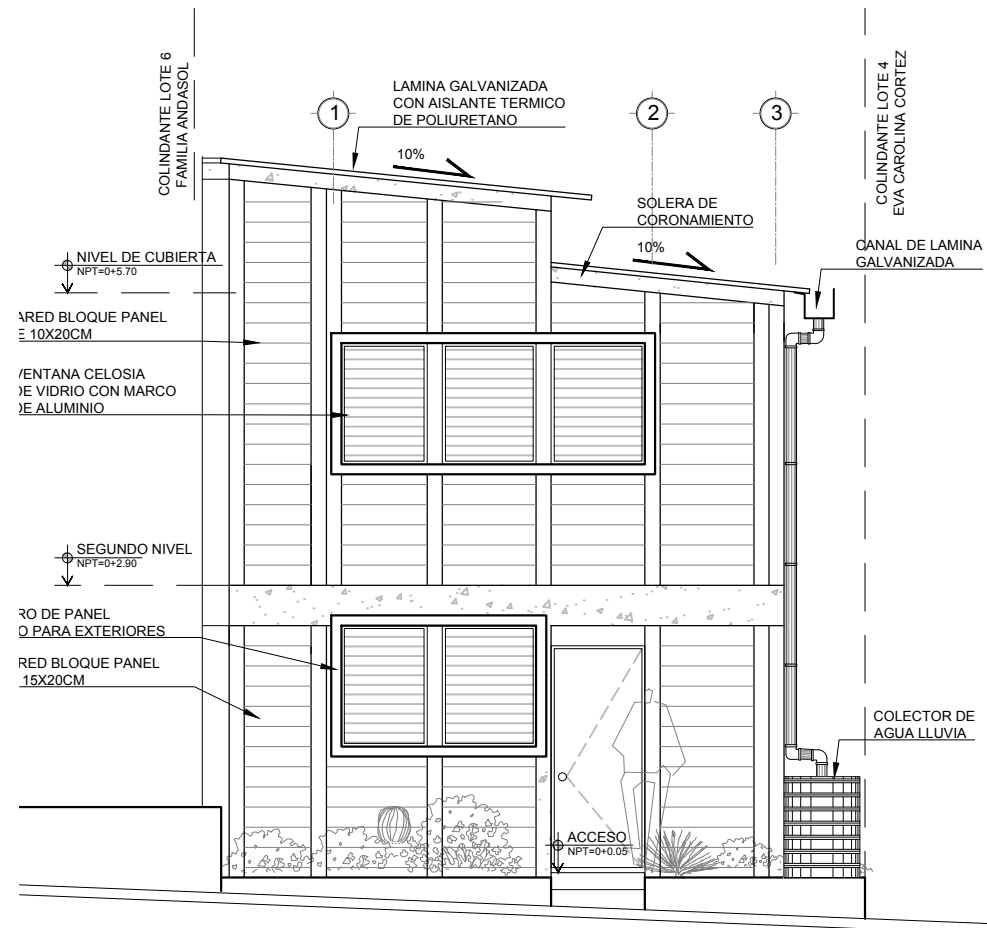 COLINDANTE LOTE 6
FAMILIA ANDASOL
LAMINA GALVANIZADA
CON AISLANTE TERMICO
DE POLIURETANO
1
2
3
COLINDANTE LOTE 4
EVA CAROLINA CORTEZ
10%
SOLERA DE
CORONAMIENTO
10%
CANAL DE LAMINA
GALVANIZADA
NIVEL DE CUBIERTA
NPT=0+5.70
ARED BLOQUE PANEL
E 10X20CM
VENTANA CELOSIA
DE VIDRIO CON MARCO
DE ALUMINIO
SEGUNDO NIVEL
NPT=0+2.90
RO DE PANEL
O PARA EXTERIORES
RED BLOQUE PANEL
15X20CM
COLECTOR DE
AGUA LLUVIA
ACCESO
NPT=0+0.05